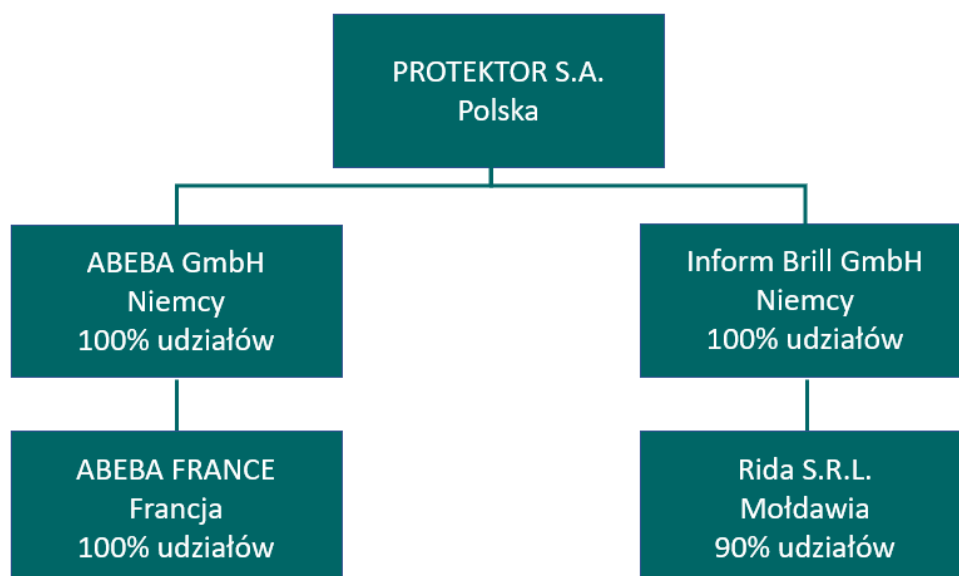 PROTEKTOR S.A.
Polska
ABEBA GmbH
Niemcy
100% udziałów
Inform Brill GmbH
Niemcy
100% udziałów
ABEBA FRANCE
Francja
100% udziałów
Rida S.R.L.
Mołdawia
90% udziałów